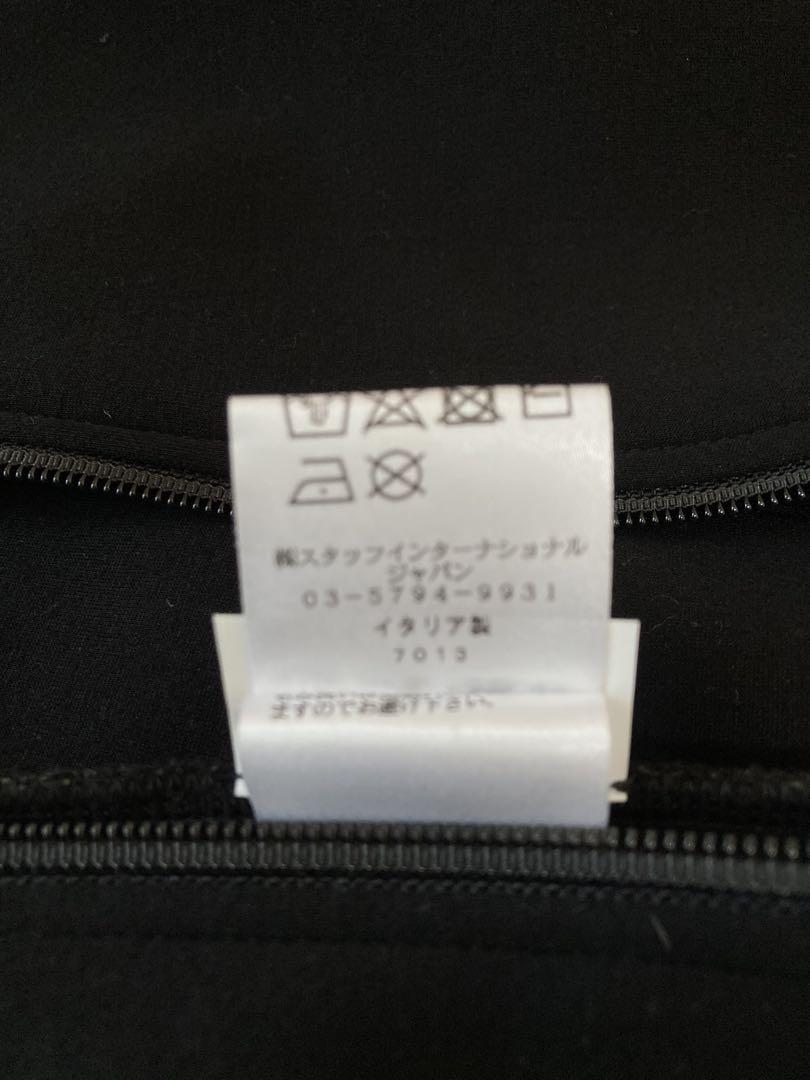 ㈱スタッフインターナショナル
ジャパン
03-5794-9931
イタリア製
7013
ますのでお避け下さい。